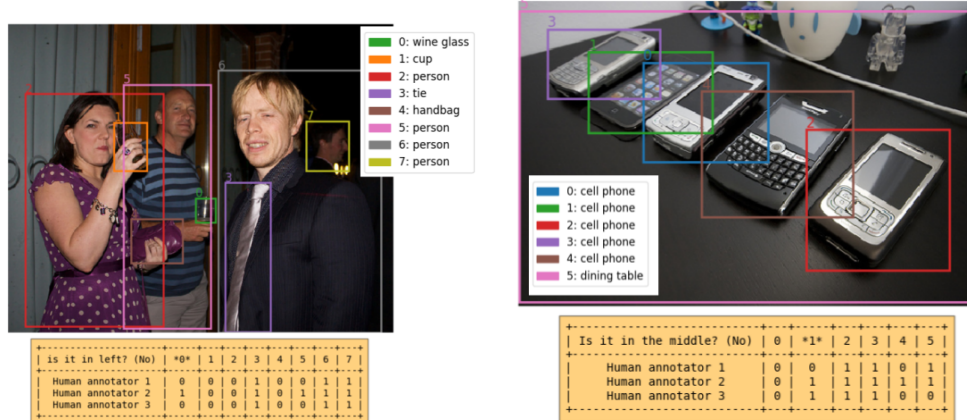 0: wine glass
1: cup
2: person
3: tie
4: handbag
5: person
6: person
7: person
5
6
7
3
| is it in left? (No) | *0* | 1 | 2 | 3 | 4 | 5 | 6 | 7 |
| Human annotator 1 | 0 | 0 | 0 | 1 | 0 | 0 | 1 | 1 |
| Human annotator 2 | 1 | 0 | 0 | 1 | 0 | 1 | 1 | 1 |
| Human annotator 3 | 0 | 0 | 0 | 1 | 0 | 0 | 1 | 1 |
3
0: cell phone
1: cell phone
2: cell phone
3: cell phone
4: cell phone
5: dining table
| Is it in the middle? (No) | 0 | *1* | 2 | 3 | 4 | 5 |
| Human annotator 1 | 0 | 0 | 1 | 1 | 0 | 1 |
| Human annotator 2 | 0 | 1 | 1 | 1 | 1 | 1 |
| Human annotator 3 | 0 | 1 | 1 | 1 | 0 | 0 |